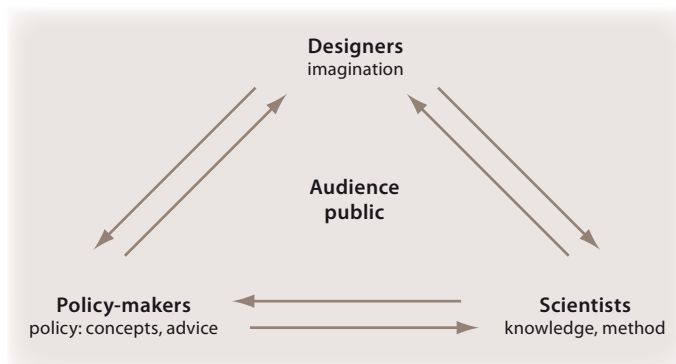 Designers
imagination
Audience
public
Policy-makers
policy: concepts, advice
Scientists
knowledge, method